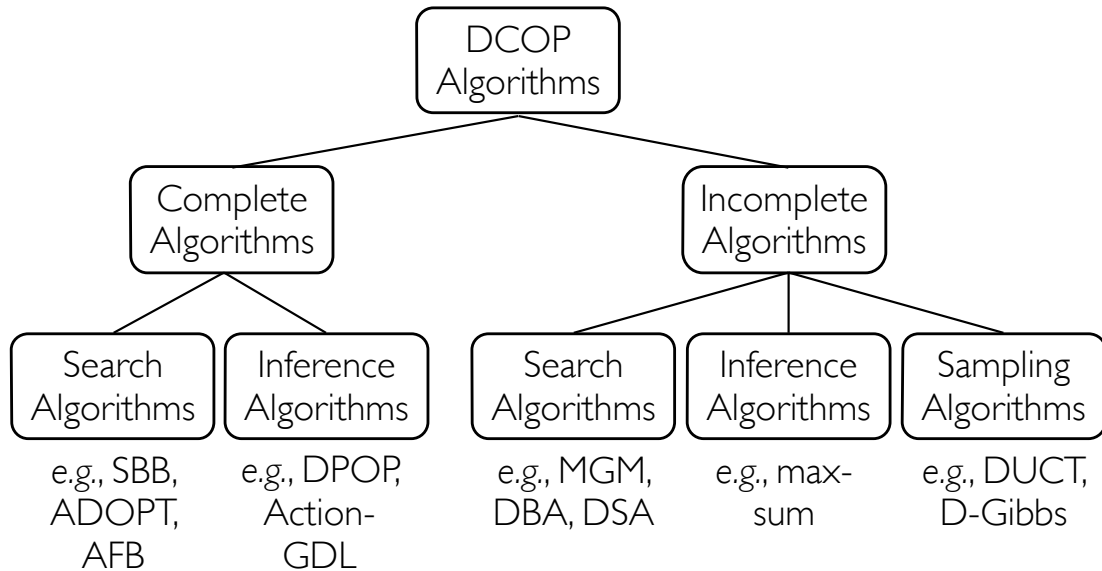 DCOP
Algorithms
Complete
Algorithms
Incomplete
Algorithms
Search
Algorithms
e.g., SBB,
ADOPT,
AFB
Inference
Algorithms
e.g., DPOP,
Action-
GDL
Search
Algorithms
e.g., MGM,
DBA, DSA
Inference
Algorithms
e.g., max-
sum
Sampling
Algorithms
e.g., DUCT,
D-Gibbs